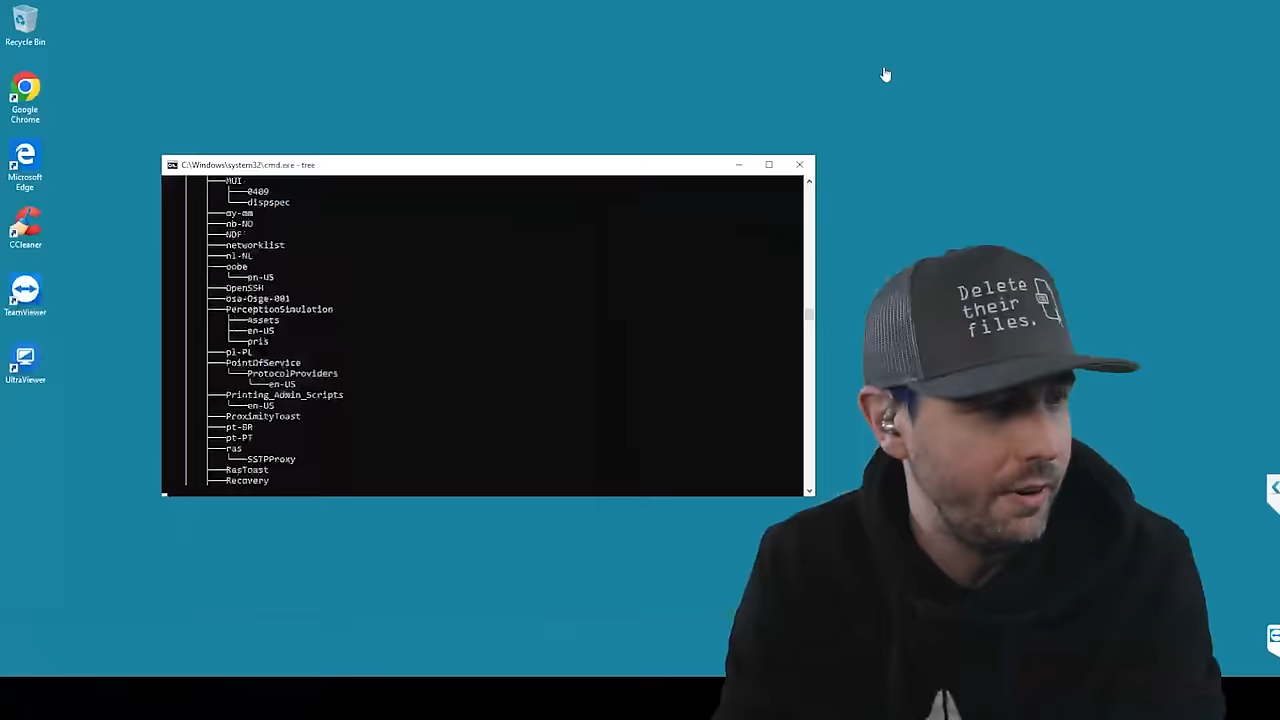 Recycle Bin
Google
Chrome
Microsoft
Edge
CCleaner
TeamViewer
UltraViewer
C:\Windows\system32\cmd.exe - tree
MUI
0409
dispspec
my-mm
nb-NO
NDF
networklist
nl-NL
oobe
en-US
OpenSSH
osa-Osge-001
PerceptionSimulation
Assets
en-US
pris
pl-PL
PointOfService
ProtocolProviders
en-US
Printing_Admin_Scripts
en-US
ProximityToast
pt-BR
pt-PT
ras
SSTPProxy
RasToast
Recovery
Delete
their
files.